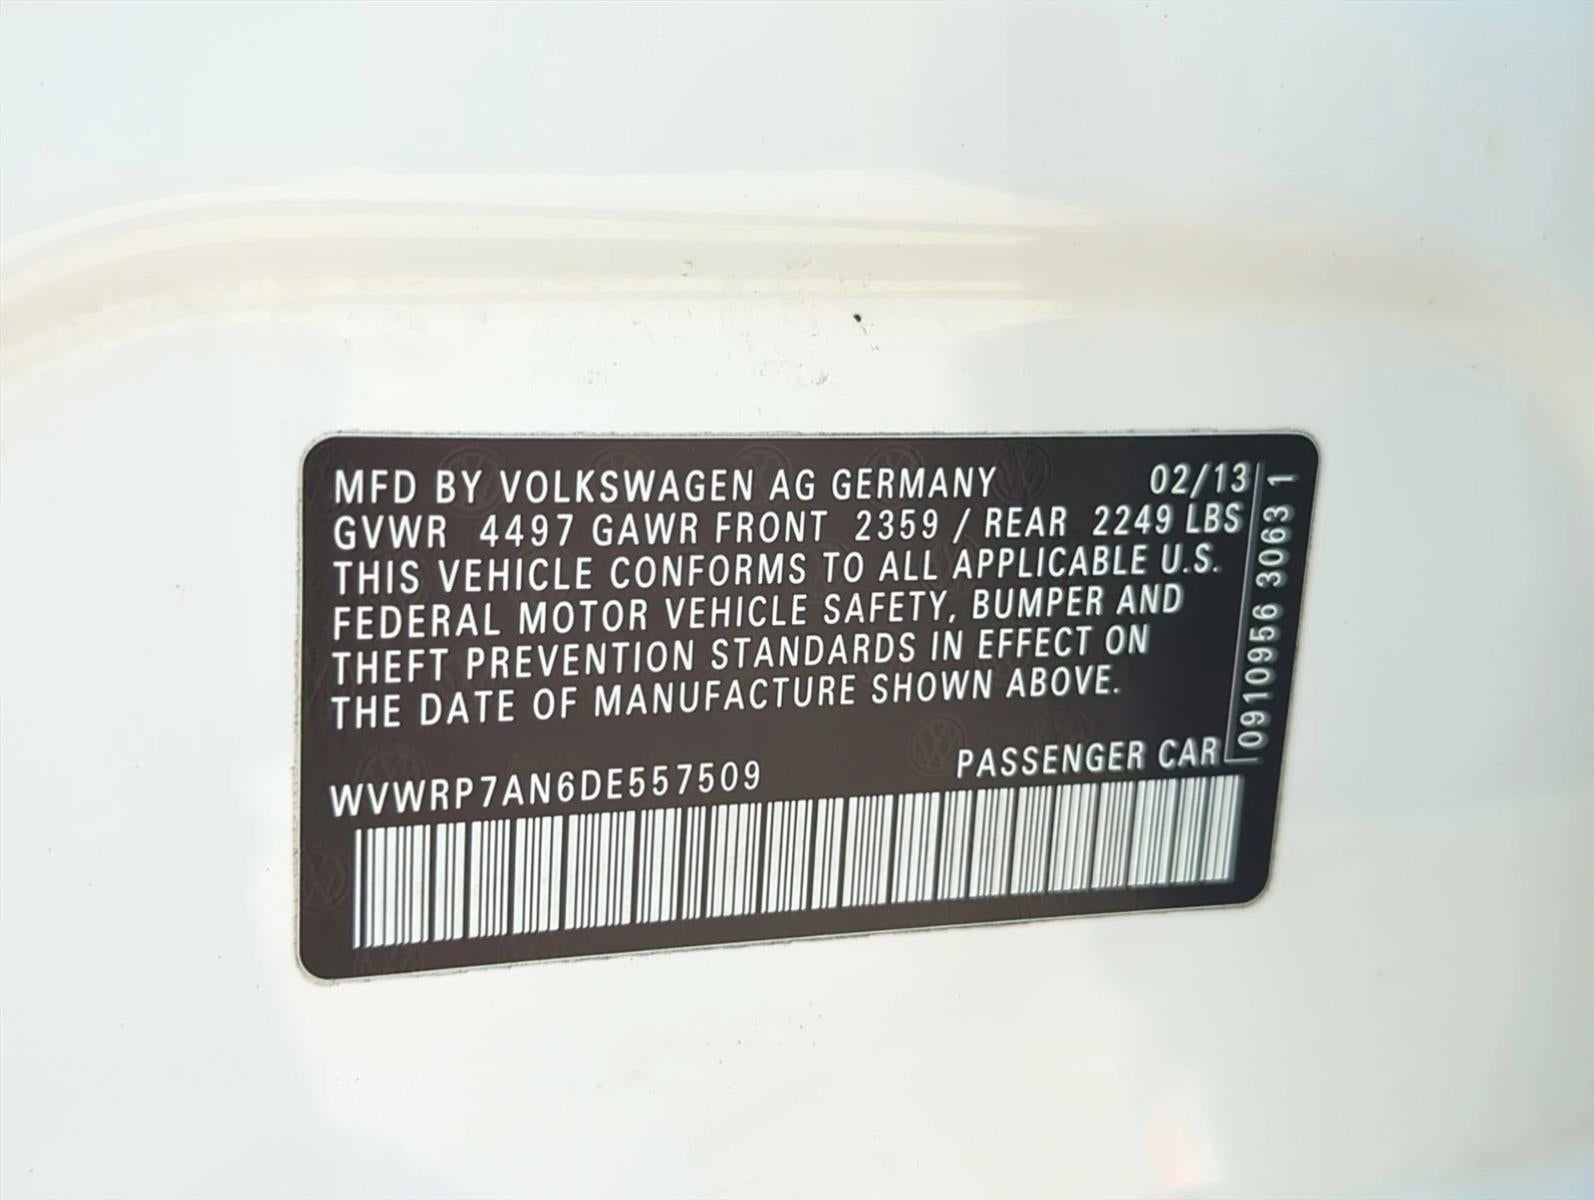 MFD BY VOLKSWAGEN AG GERMANY 02/13
GVWR 4497 GAWR FRONT 2359 / REAR 2249 LBS
THIS VEHICLE CONFORMS TO ALL APPLICABLE U.S.
FEDERAL MOTOR VEHICLE SAFETY, BUMPER AND
THEFT PREVENTION STANDARDS IN EFFECT ON
THE DATE OF MANUFACTURE SHOWN ABOVE.
WVWRP7AN6DE557509 PASSENGER CAR
0910956 3063 1